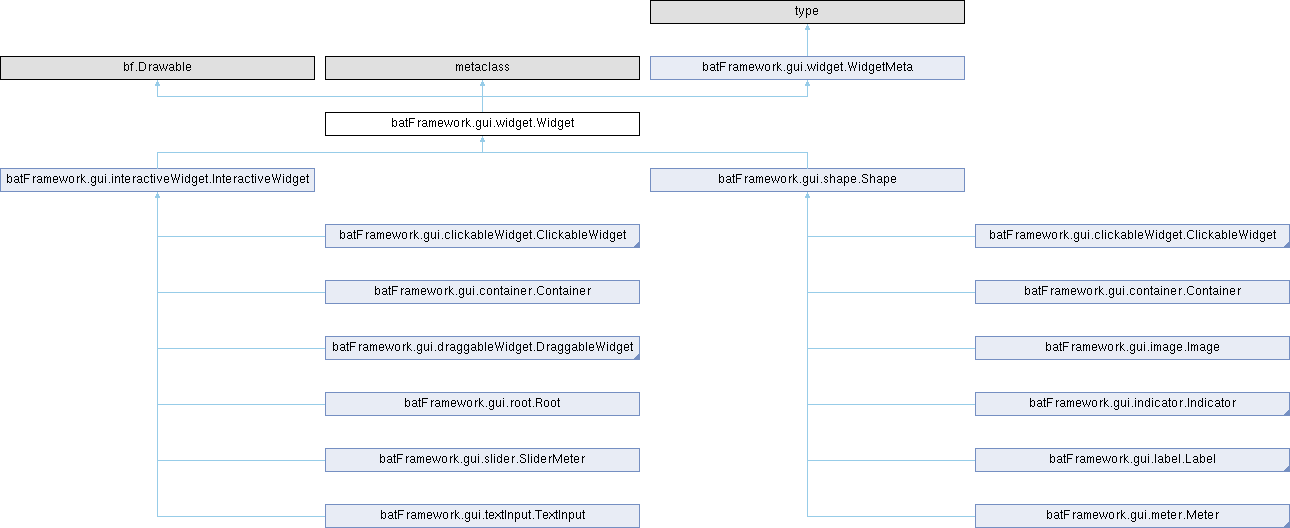 type
bf.Drawable
metaclass
batFramework.gui.widget.WidgetMeta
batFramework.gui.widget.Widget
batFramework.gui.interactiveWidget.InteractiveWidget
batFramework.gui.shape.Shape
batFramework.gui.clickableWidget.ClickableWidget
batFramework.gui.clickableWidget.ClickableWidget
batFramework.gui.container.Container
batFramework.gui.container.Container
batFramework.gui.draggableWidget.DraggableWidget
batFramework.gui.image.Image
batFramework.gui.root.Root
batFramework.gui.indicator.Indicator
batFramework.gui.slider.SliderMeter
batFramework.gui.label.Label
batFramework.gui.textInput.TextInput
batFramework.gui.meter.Meter